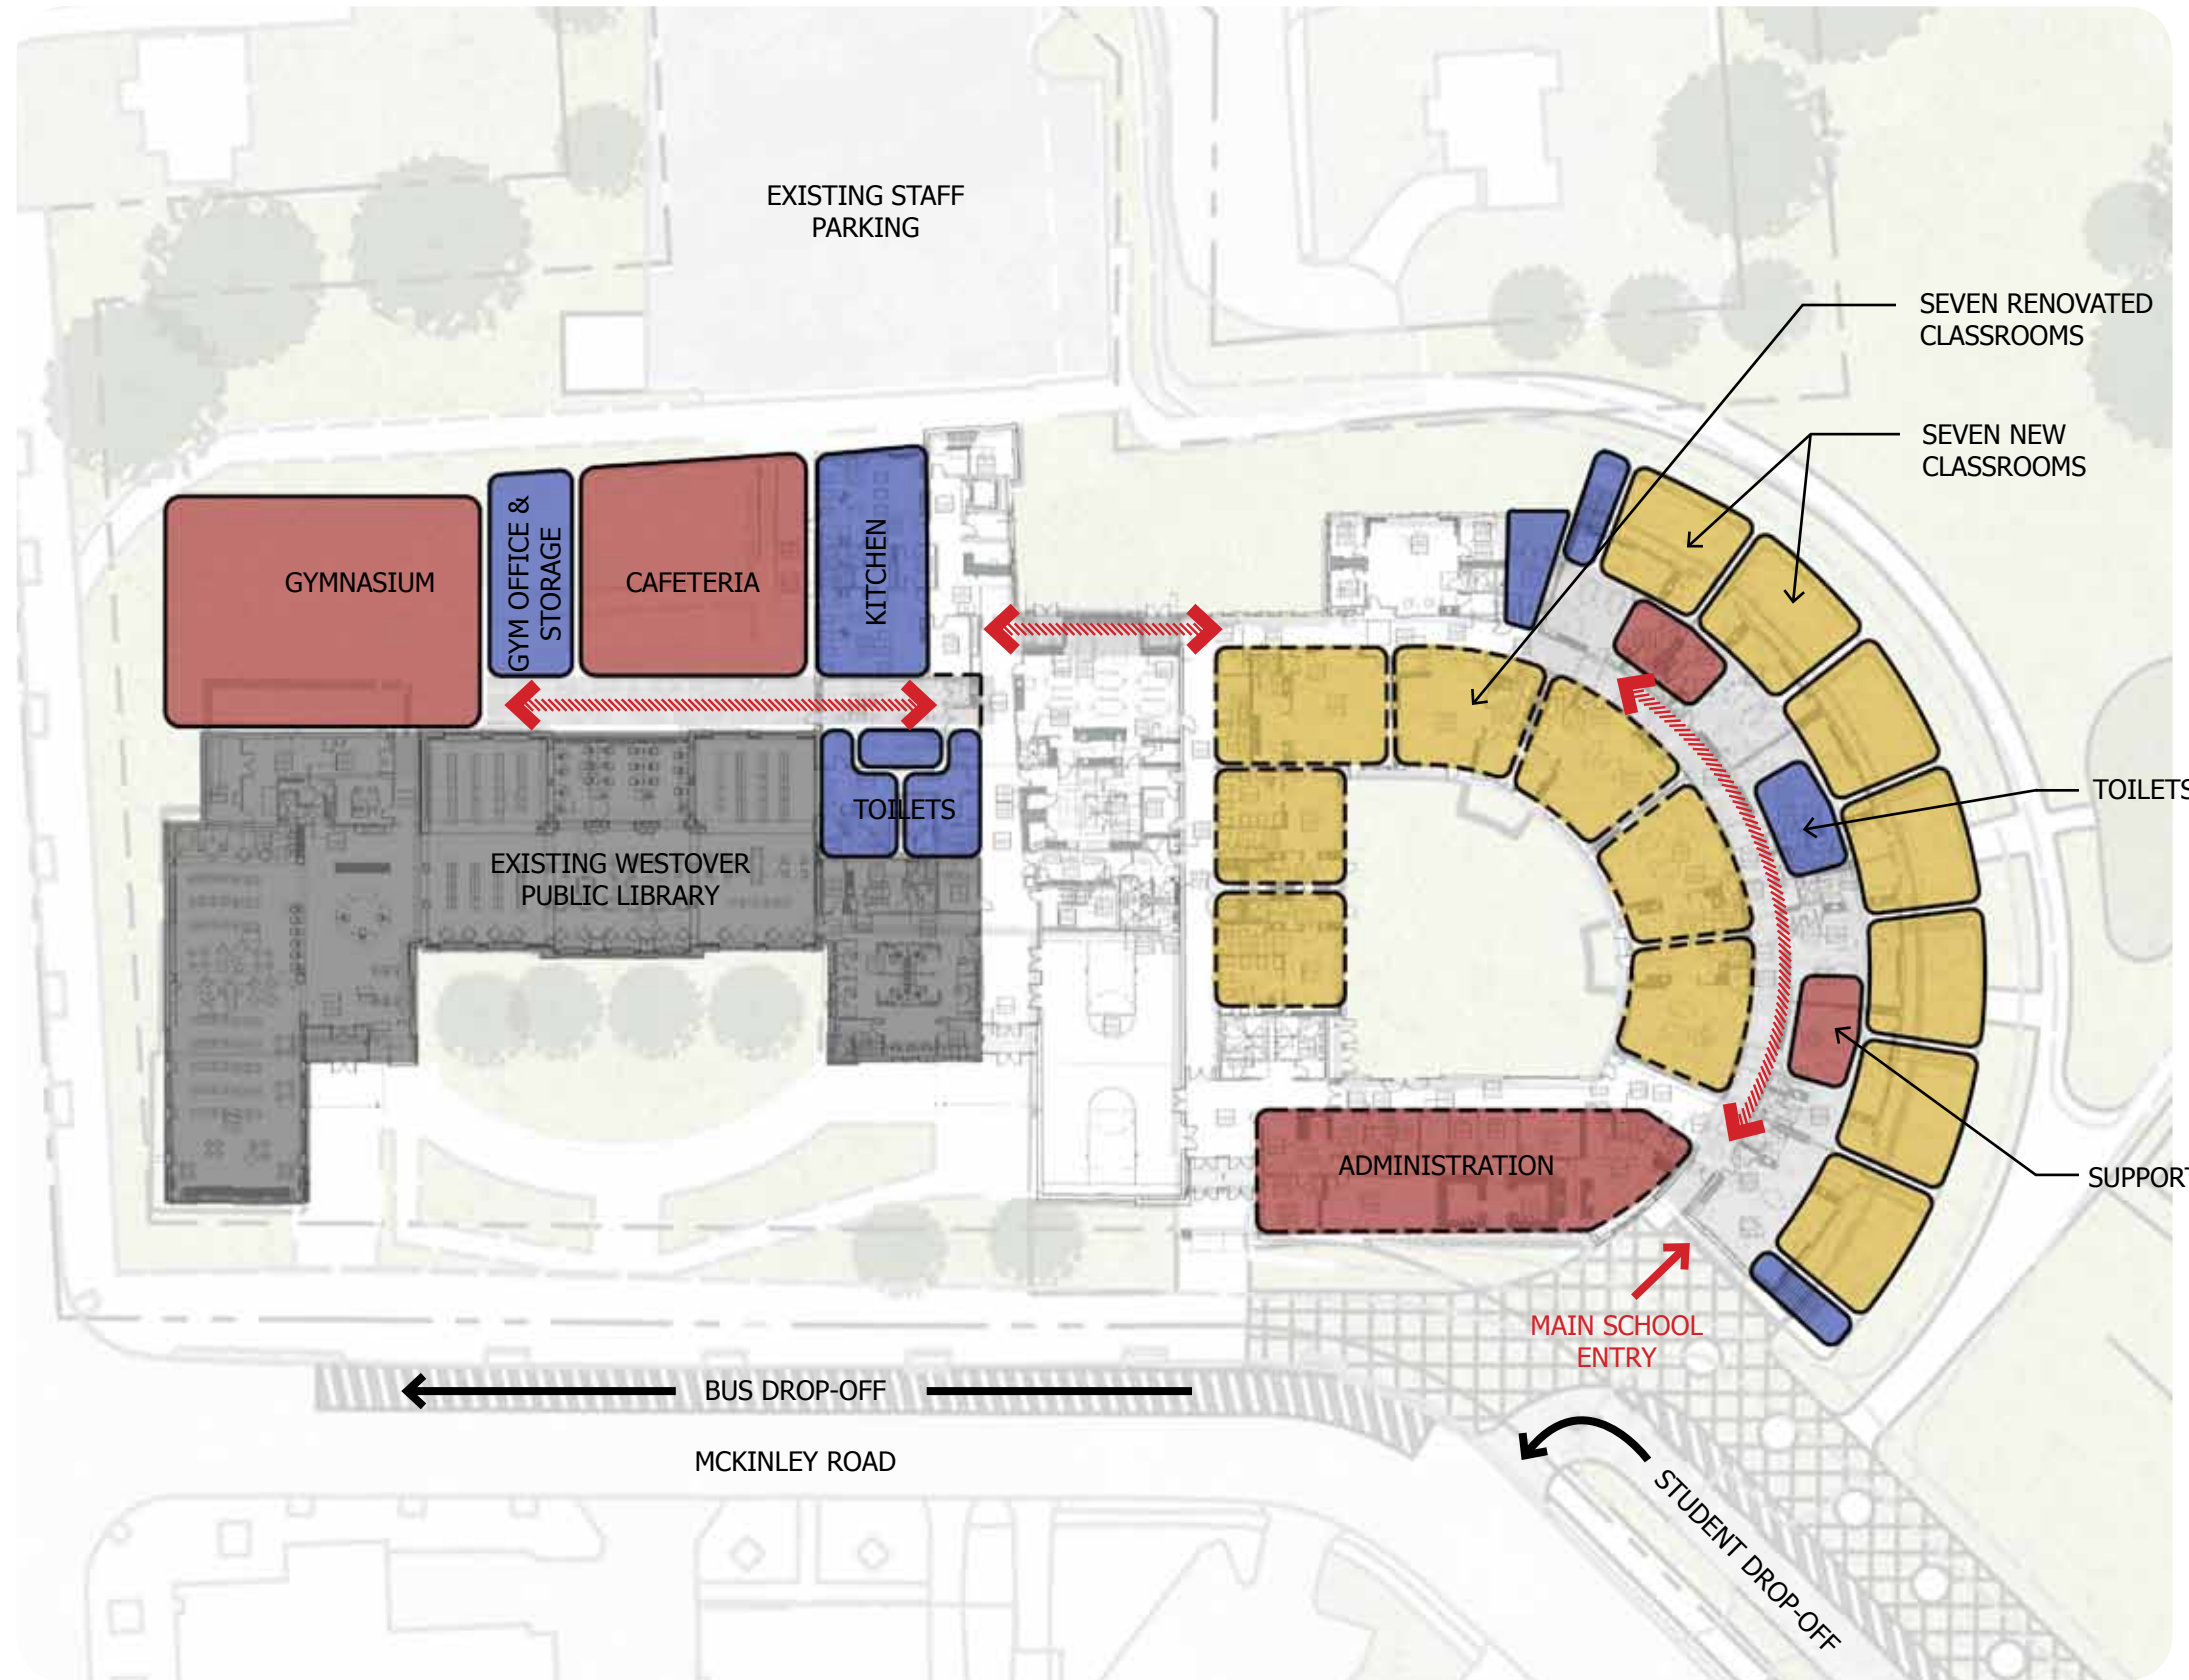 EXISTING STAFF
PARKING
SEVEN RENOVATED
CLASSROOMS
SEVEN NEW
CLASSROOMS
GYMNASIUM
GYM OFFICE &
STORAGE
CAFETERIA
KITCHEN
TOILETS
TOILETS
EXISTING WESTOVER
PUBLIC LIBRARY
ADMINISTRATION
SUPPORT
MAIN SCHOOL
ENTRY
BUS DROP-OFF
MCKINLEY ROAD
STUDENT DROP-OFF